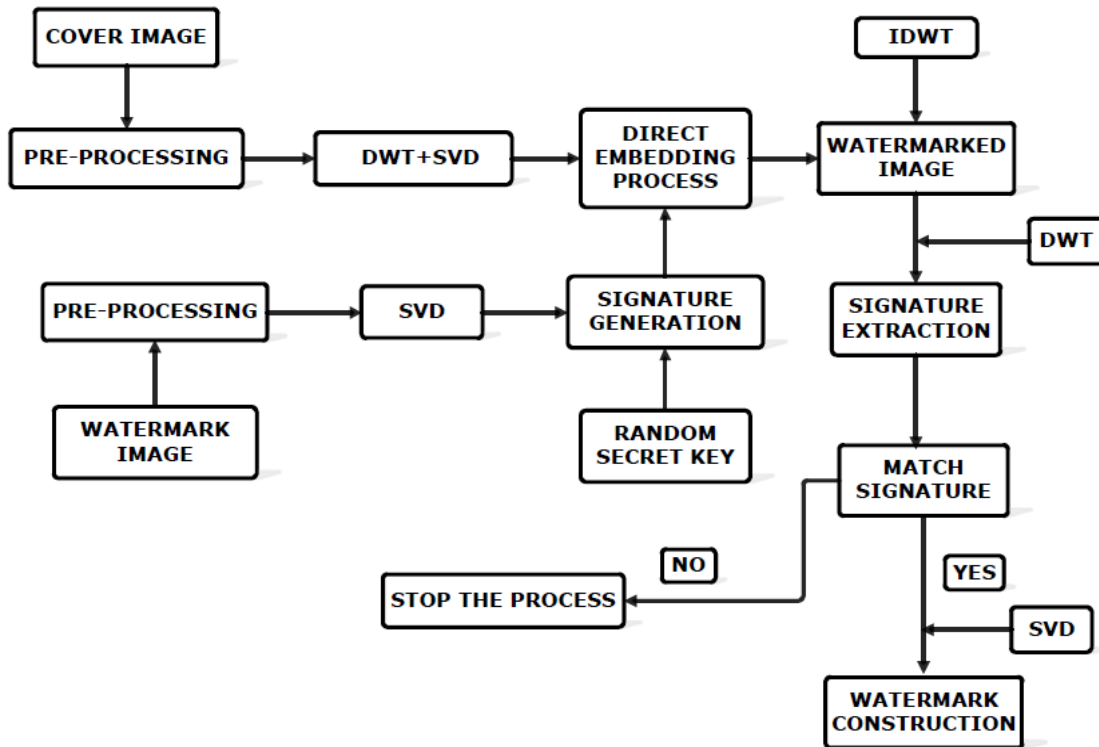 COVER IMAGE
IDWT
PRE-PROCESSING
DWT+SVD
DIRECT
EMBEDDING
PROCESS
WATERMARKED
IMAGE
DWT
PRE-PROCESSING
SVD
SIGNATURE
GENERATION
SIGNATURE
EXTRACTION
WATERMARK
IMAGE
RANDOM
SECRET KEY
MATCH
SIGNATURE
NO
YES
STOP THE PROCESS
SVD
WATERMARK
CONSTRUCTION